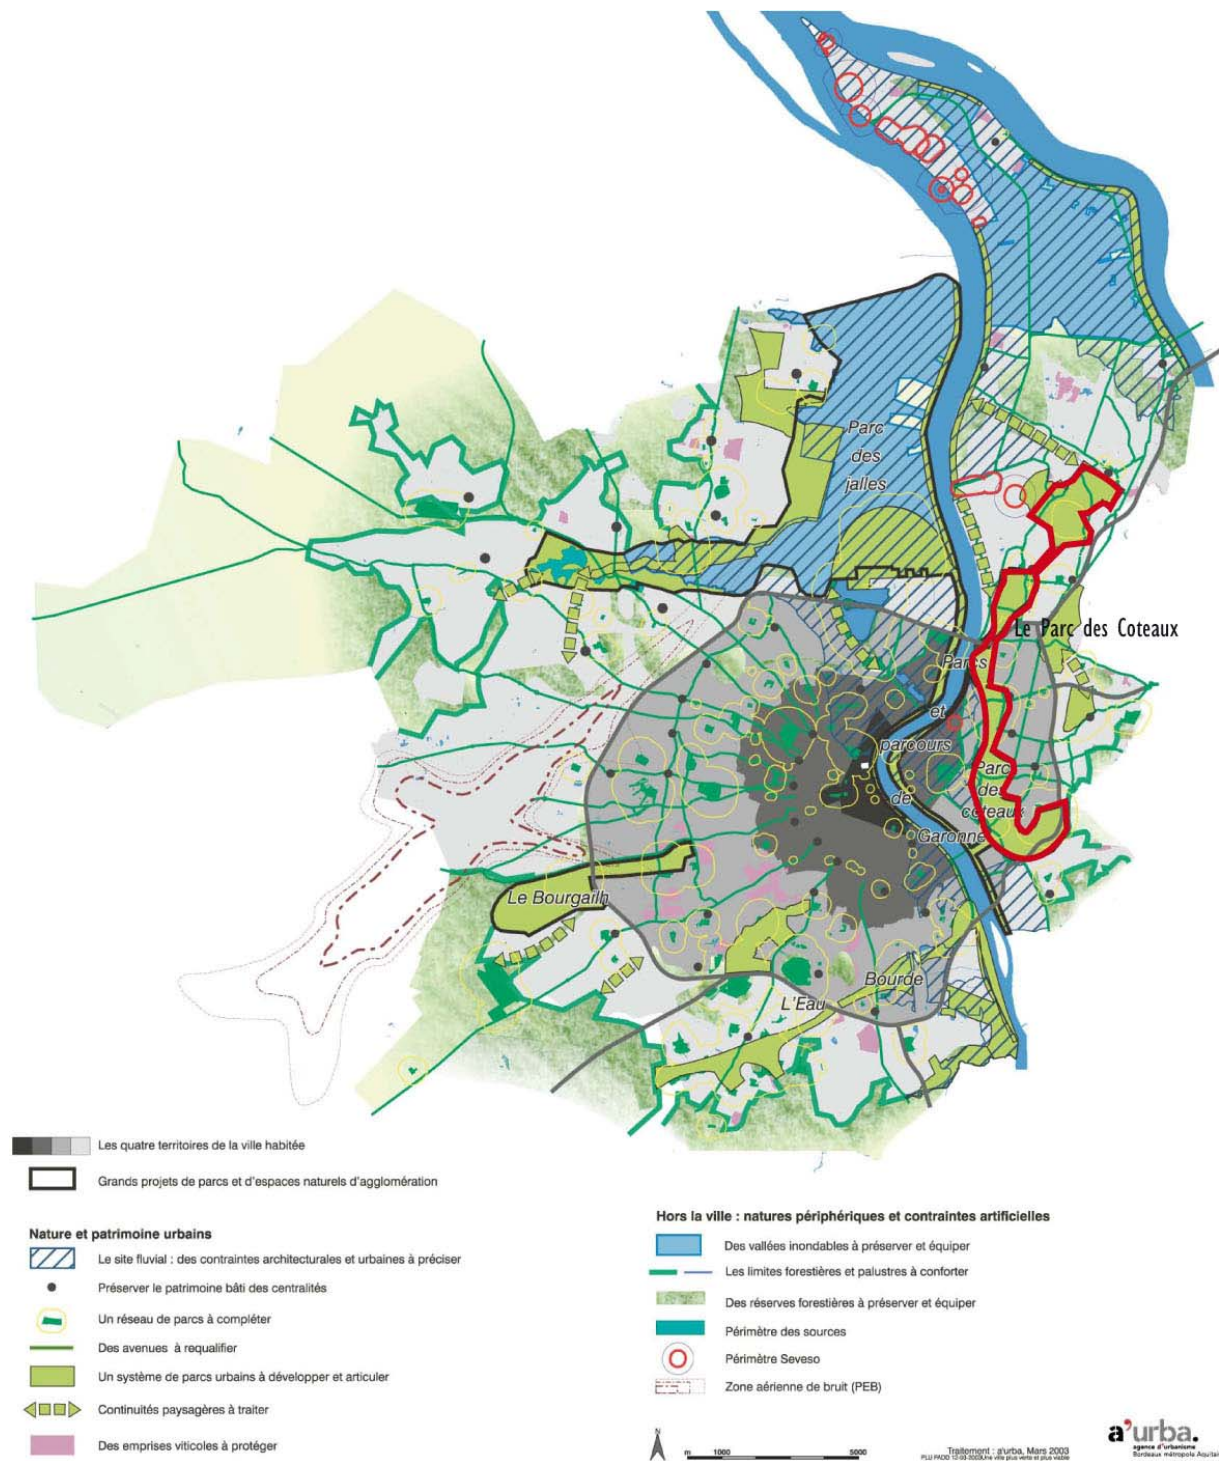 Parc
des
jalles
Le Parc des Coteaux
Parcs
et
parcours
de
Garonne
Parc
des
coteaux
Le Bourgailh
Bourde
L'Eau
Les quatre territoires de la ville habitée
Grands projets de parcs et d'espaces naturels d'agglomération
Nature et patrimoine urbains
Le site fluvial : des contraintes architecturales et urbaines à préciser
Préserver le patrimoine bâti des centralités
Un réseau de parcs à compléter
Des avenues à requalifier
Un système de parcs urbains à développer et articuler
Continuités paysagères à traiter
Des emprises viticoles à protéger
Hors la ville : natures périphériques et contraintes artificielles
Des vallées inondables à préserver et équiper
Les limites forestières et palustres à conforter
Des réserves forestières à préserver et équiper
Périmètre des sources
Périmètre Seveso
Zone aérienne de bruit (PEB)
N
m 1000 5000
Traitement : a'urba, Mars 2003
a'urba.
agence d'urbanisme
Bordeaux métropole Aquitai